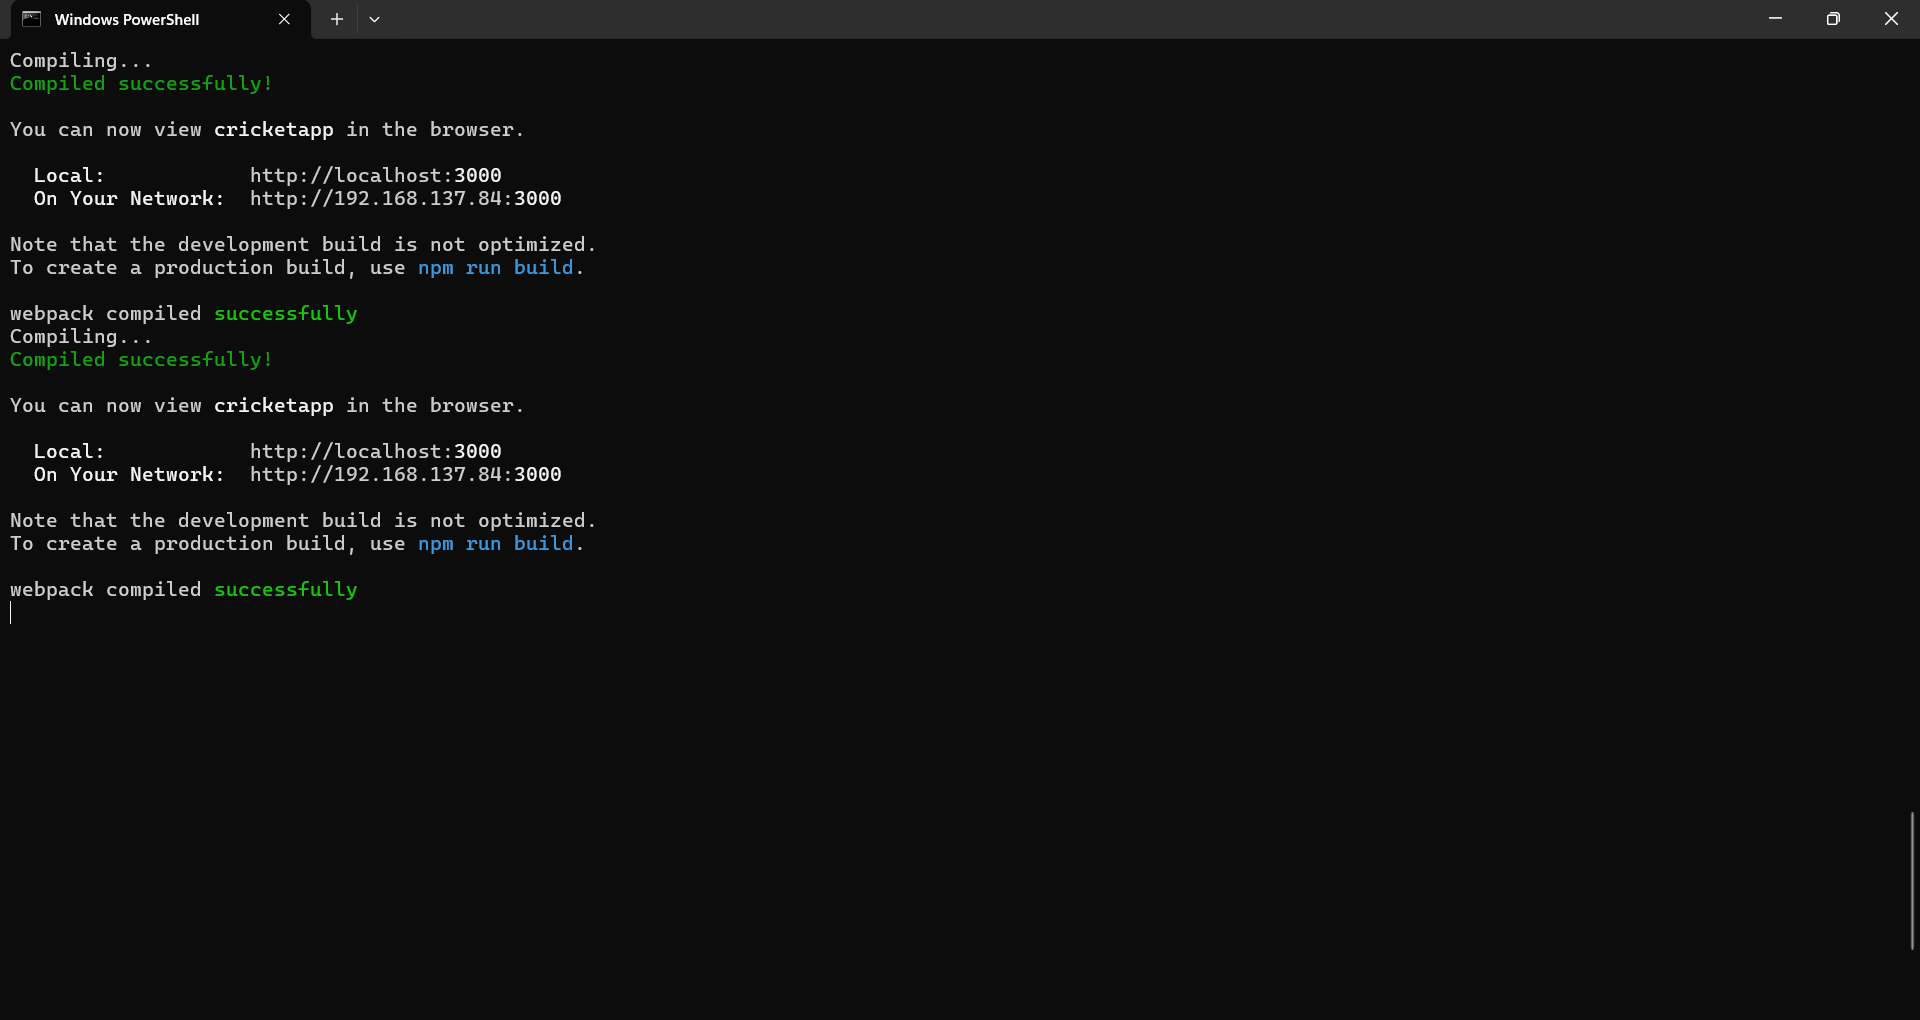 Windows PowerShell
Compiling...
Compiled successfully!
You can now view cricketapp in the browser.
Local: http://localhost:3000
On Your Network: http://192.168.137.84:3000
Note that the development build is not optimized.
To create a production build, use npm run build.
webpack compiled successfully
Compiling...
Compiled successfully!
You can now view cricketapp in the browser.
Local: http://localhost:3000
On Your Network: http://192.168.137.84:3000
Note that the development build is not optimized.
To create a production build, use npm run build.
webpack compiled successfully